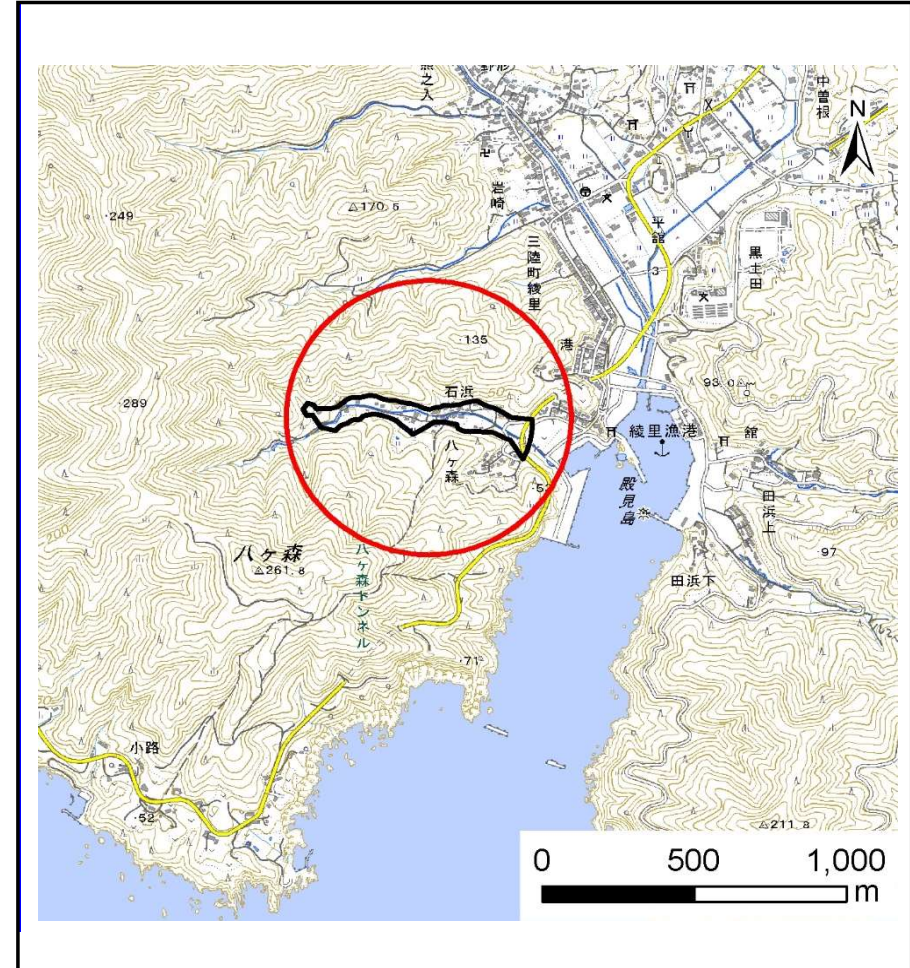 中曽根
N
岩崎
△170.5
・249
平舘
3
黒土田
三陸町綾里
・135
港
石浜
50
・289
93.0
八ヶ森
綾里漁港
舘
殿見島
田浜上
八ヶ森
△261.8
八ヶ森トンネル
・97
田浜下
・71
小路
・52
△211.8
0 500 1,000
m